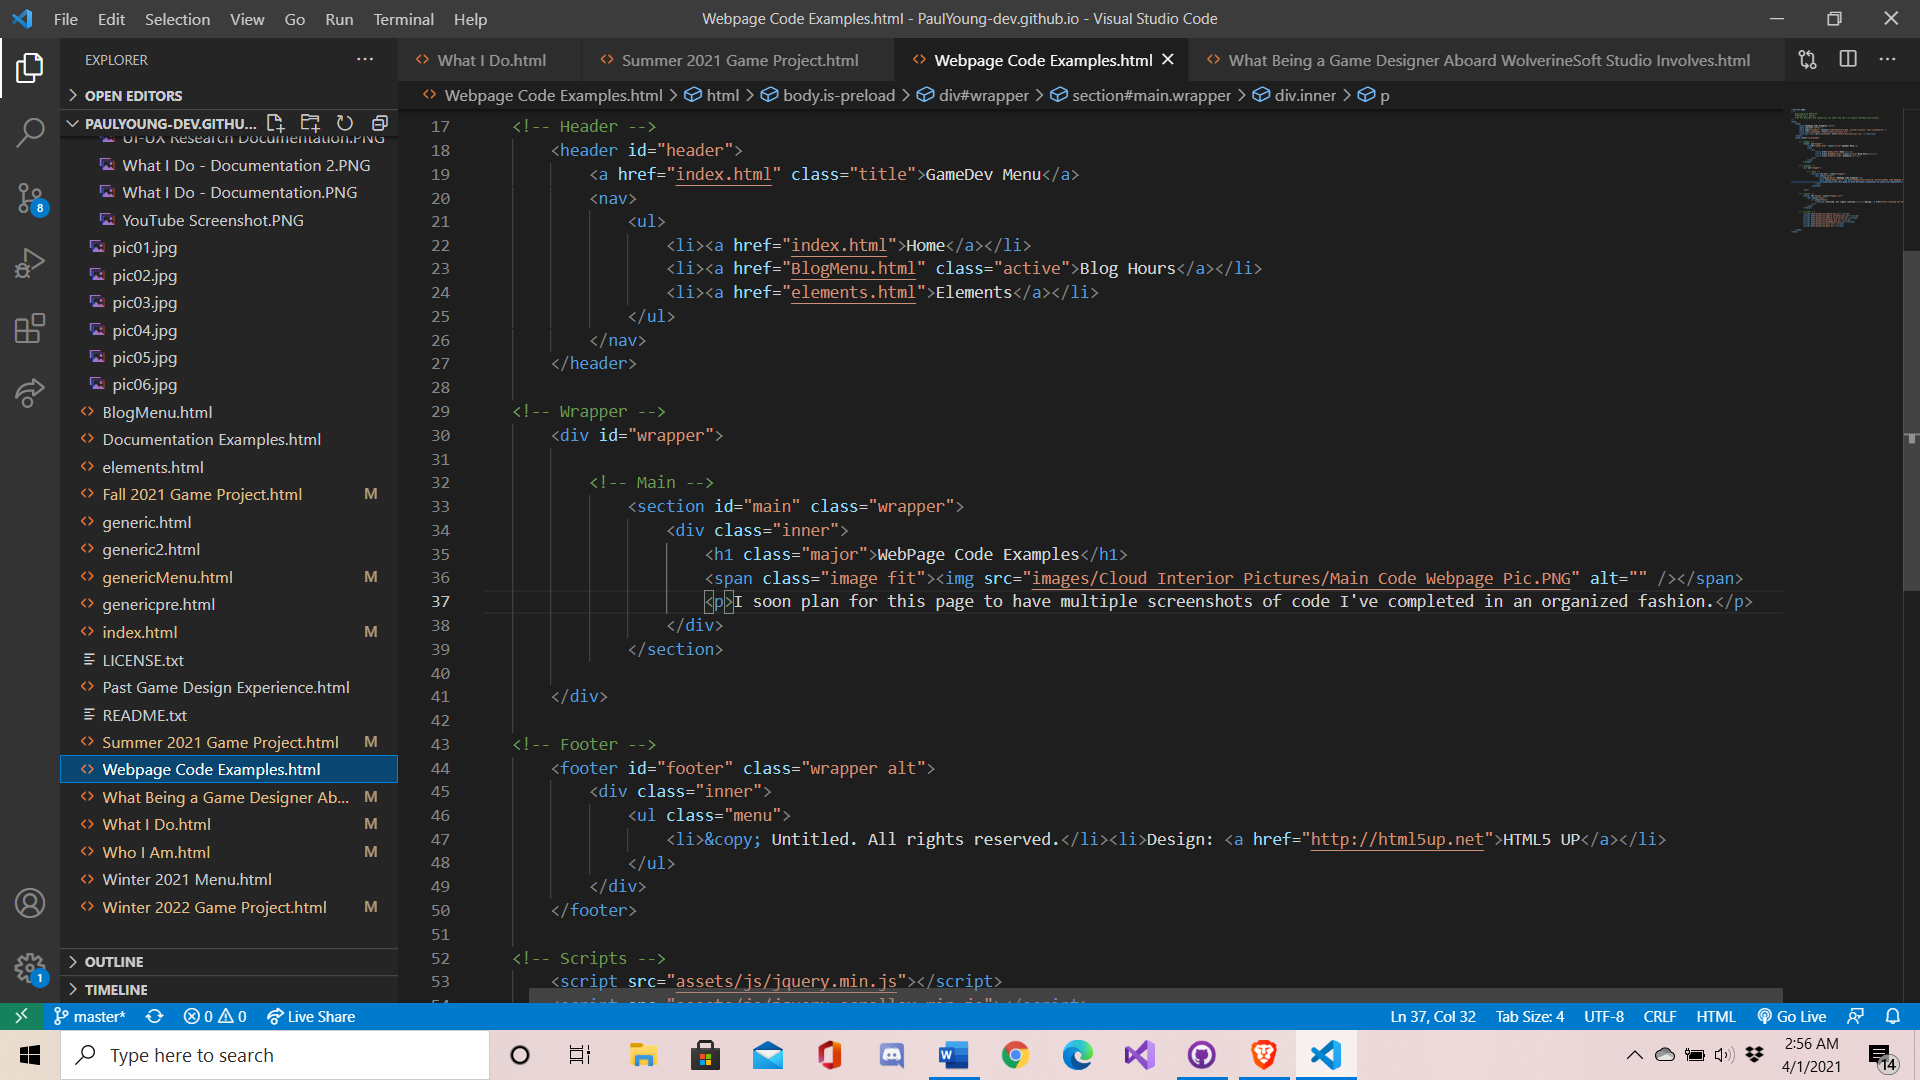 File Edit Selection View Go Run Terminal Help
Webpage Code Examples.html - PaulYoung-dev.github.io - Visual Studio Code
EXPLORER
OPEN EDITORS
PAULYOUNG-DEV.GITHU...
UI-UX Research Documentation.PNG
What I Do - Documentation 2.PNG
What I Do - Documentation.PNG
YouTube Screenshot.PNG
pic01.jpg
pic02.jpg
pic03.jpg
pic04.jpg
pic05.jpg
pic06.jpg
BlogMenu.html
Documentation Examples.html
elements.html
Fall 2021 Game Project.html M
generic.html
generic2.html
genericMenu.html M
genericpre.html
index.html M
LICENSE.txt
Past Game Design Experience.html
README.txt
Summer 2021 Game Project.html M
Webpage Code Examples.html
What Being a Game Designer Ab... M
What I Do.html M
Who I Am.html M
Winter 2021 Menu.html
Winter 2022 Game Project.html M
OUTLINE
TIMELINE
8
1
What I Do.html Summer 2021 Game Project.html Webpage Code Examples.html What Being a Game Designer Aboard WolverineSoft Studio Involves.html
Webpage Code Examples.html > html > body.is-preload > div#wrapper > section#main.wrapper > div.inner > p
17 <!-- Header -->
18 <header id="header">
19 <a href="index.html" class="title">GameDev Menu</a>
20 <nav>
21 <ul>
22 <li><a href="index.html">Home</a></li>
23 <li><a href="BlogMenu.html" class="active">Blog Hours</a></li>
24 <li><a href="elements.html">Elements</a></li>
25 </ul>
26 </nav>
27 </header>
28
29 <!-- Wrapper -->
30 <div id="wrapper">
31
32 <!-- Main -->
33 <section id="main" class="wrapper">
34 <div class="inner">
35 <h1 class="major">WebPage Code Examples</h1>
36 <span class="image fit"><img src="images/Cloud Interior Pictures/Main Code Webpage Pic.PNG" alt="" /></span>
37 <p>I soon plan for this page to have multiple screenshots of code I've completed in an organized fashion.</p>
38 </div>
39 </section>
40
41 </div>
42
43 <!-- Footer -->
44 <footer id="footer" class="wrapper alt">
45 <div class="inner">
46 <ul class="menu">
47 <li>&copy; Untitled. All rights reserved.</li><li>Design: <a href="http://html5up.net">HTML5 UP</a></li>
48 </ul>
49 </div>
50 </footer>
51
52 <!-- Scripts -->
53 <script src="assets/js/jquery.min.js"></script>
master* 0 0 Live Share
Ln 37, Col 32 Tab Size: 4 UTF-8 CRLF HTML Go Live
Type here to search
2:56 AM
4/1/2021
14